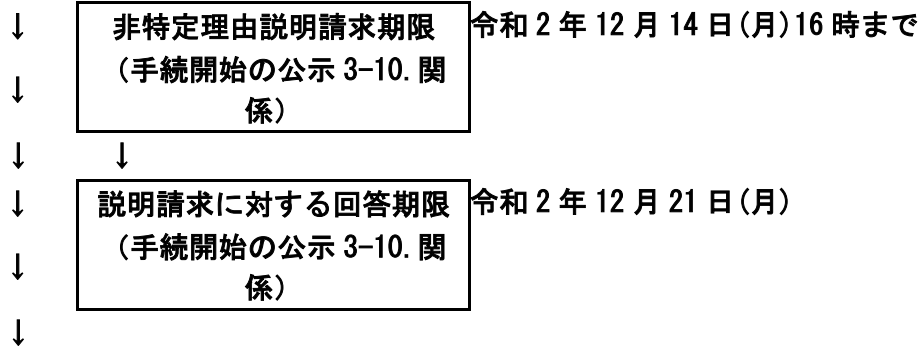 ↓ 非特定理由説明請求期限 令和2年12月14日(月)16時まで
(手続開始の公示 3-10.関
↓
係)
↓ ↓
↓ 説明請求に対する回答期限 令和2年12月21日(月)
(手続開始の公示 3-10.関
↓
係)
↓